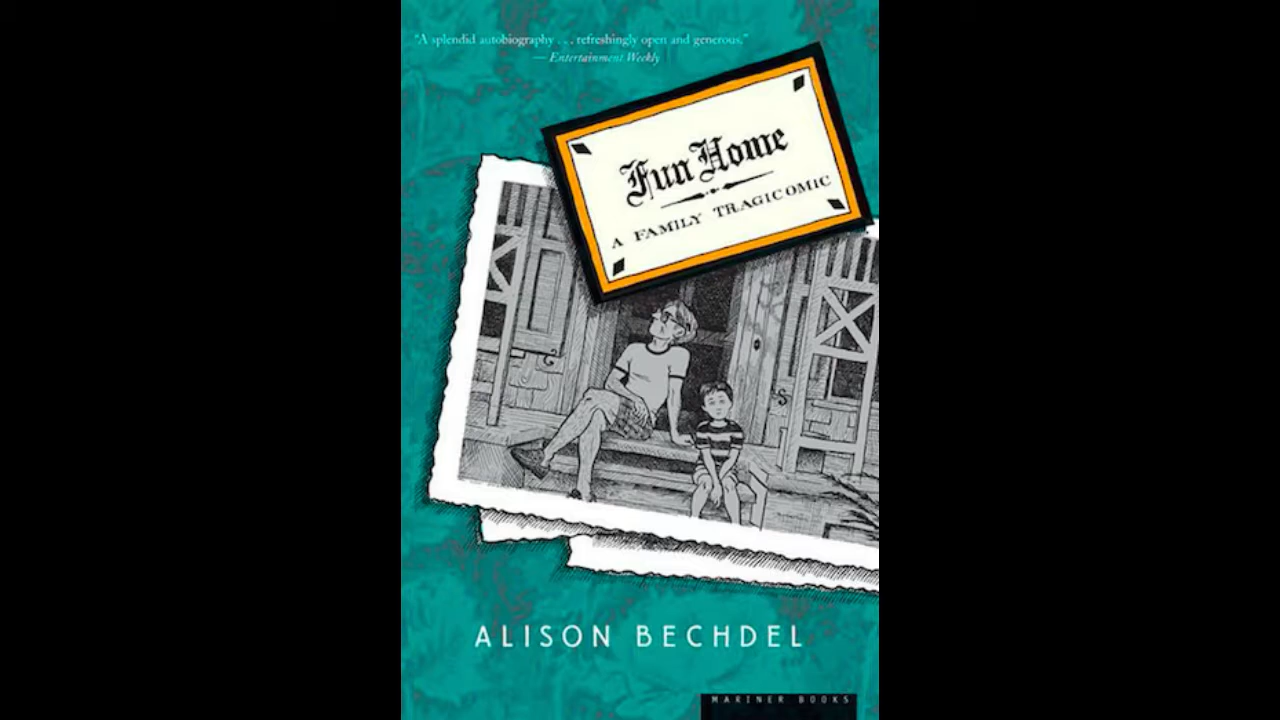 "A splendid autobiography . . . refreshingly open and generous."
— Entertainment Weekly
Fun Home
A FAMILY TRAGICOMIC
ALISON BECHDEL
MARINER BOOKS